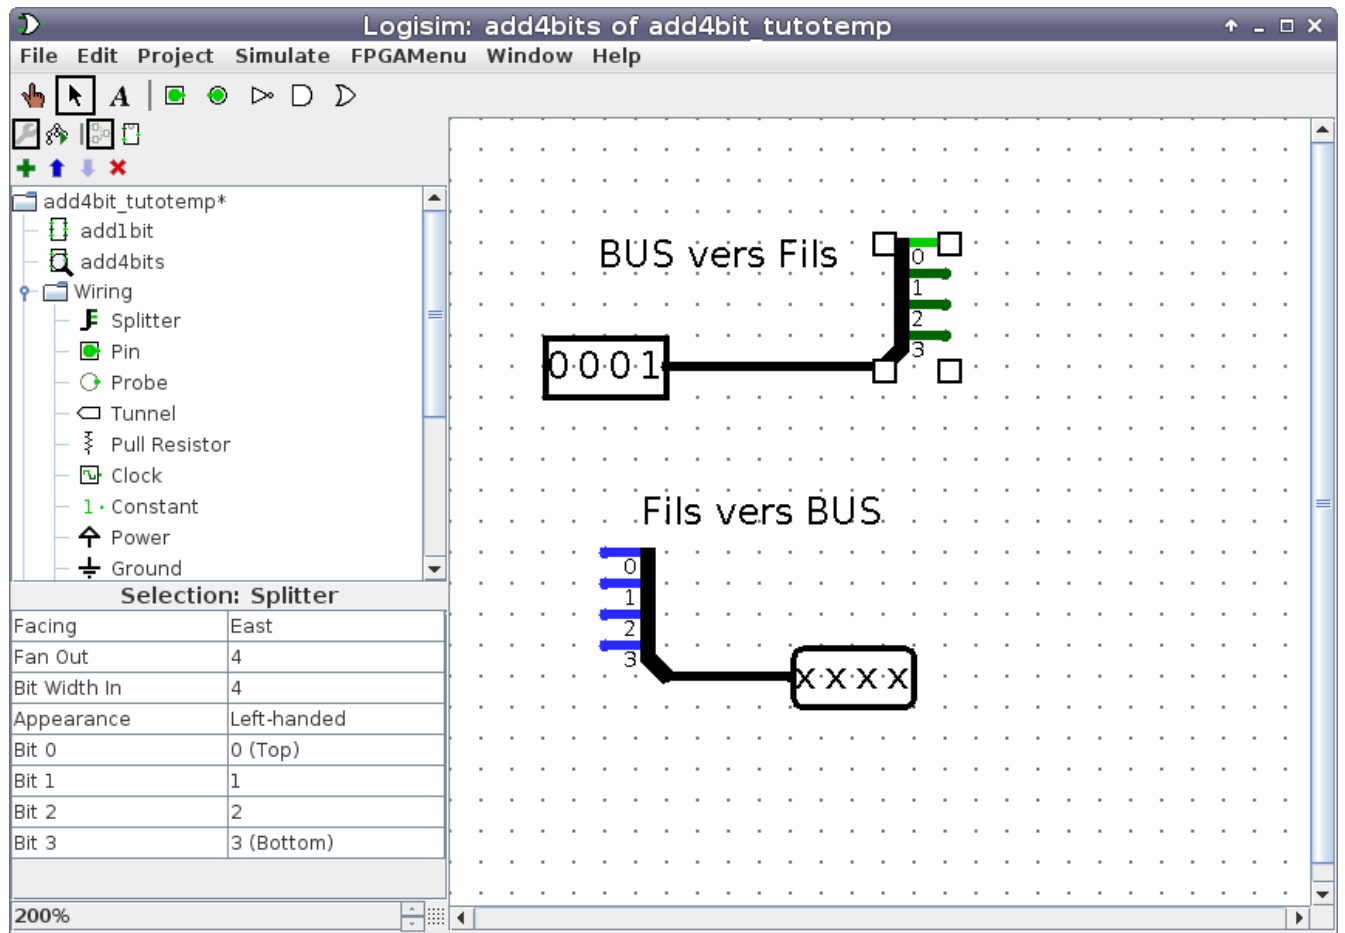 Logisim: add4bits of add4bit_tutotemp
File Edit Project Simulate FPGAMenu Window Help
A
add4bit_tutotemp*
add1bit
add4bits
Wiring
Splitter
Pin
Probe
Tunnel
Pull Resistor
Clock
1 Constant
Power
Ground
Selection: Splitter
Facing East
Fan Out 4
Bit Width In 4
Appearance Left-handed
Bit 0 0 (Top)
Bit 1 1
Bit 2 2
Bit 3 3 (Bottom)
200%
BUS vers Fils
0
1
2
3
0001
Fils vers BUS
0
1
2
3
xxxx